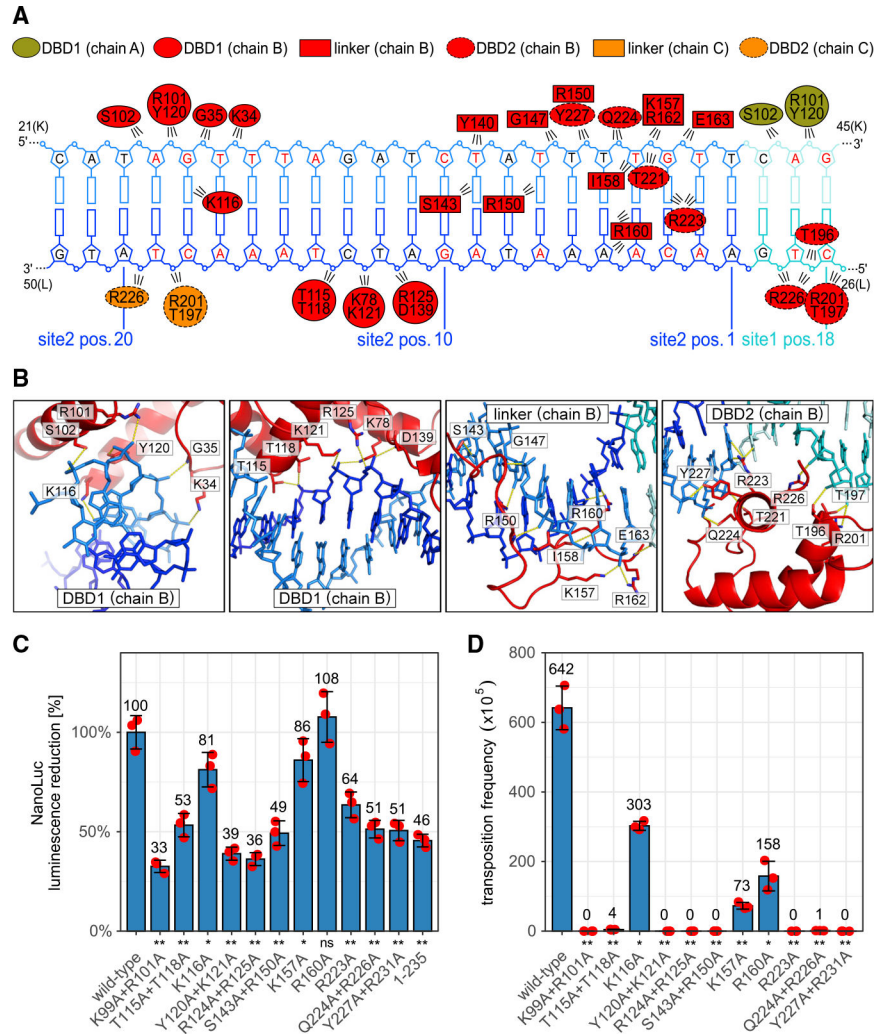 A
DBD1 (chain A) DBD1 (chain B) linker (chain B) DBD2 (chain B) linker (chain C) DBD2 (chain C)
R101 R150 K157 R101
S102 Y120 G35 K34 Y140 G147 Y227 Q224 R162 E163 S102 Y120
21(K) 45(K)
5' 3'
C A T A G T T T A G A T C T A T T T T G T T C A G
I158 T221
K116 S143 R150 R160 R223 T196
G T A T C A A A T C T A G A T A A A A C A A G T C
3' 5'
50(L) 26(L)
R226 R201 T197 T115 T118 K78 K121 R125 D139 R226 R201 T197
site2 pos.20 site2 pos.10 site2 pos.1 site1 pos.18
B
R101
S102
Y120
G35
K116
K34
DBD1 (chain B)
R125
K121
K78
T118
D139
T115
DBD1 (chain B)
linker (chain B)
S143
G147
R150
R160
E163
I158
K157
R162
DBD2 (chain B)
Y227
R223
R226
T197
T221
Q224
T196
R201
C
NanoLuc
luminescence reduction [%]
100%
50%
0%
100 33 53 81 39 36 49 86 108 64 51 51 46
** ** * ** ** ** * ns ** ** ** **
wild-type
K99A+R101A
T115A+T118A
K116A
Y120A+K121A
R124A+R125A
S143A+R150A
K157A
R160A
R223A
Q224A+R226A
Y227A+R231A
1-235
D
transposition frequency (x10⁵)
800
600
400
200
0
642 0 4 303 0 0 0 73 158 0 1 0
** ** * ** ** ** * * ** ** **
wild-type
K99A+R101A
T115A+T118A
K116A
Y120A+K121A
R124A+R125A
S143A+R150A
K157A
R160A
R223A
Q224A+R226A
Y227A+R231A